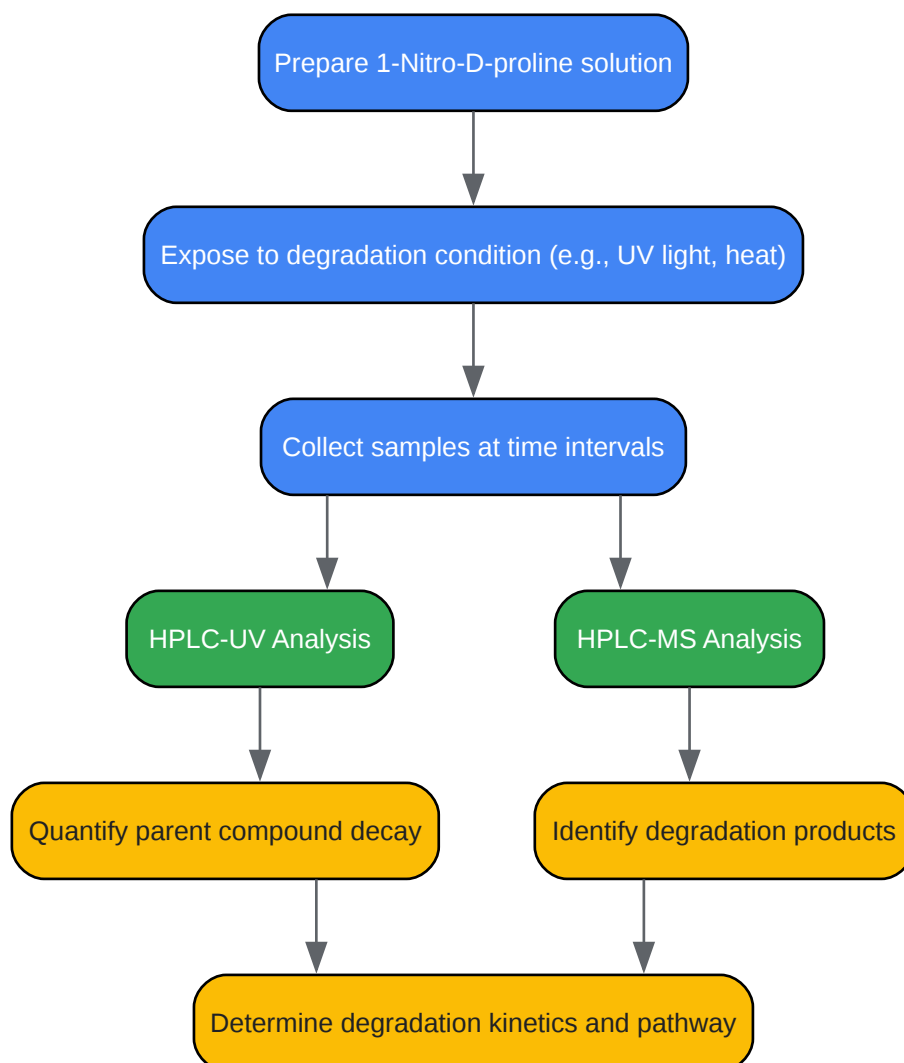 Prepare 1-Nitro-D-proline solution
Expose to degradation condition (e.g., UV light, heat)
Collect samples at time intervals
HPLC-UV Analysis
HPLC-MS Analysis
Quantify parent compound decay
Identify degradation products
Determine degradation kinetics and pathway